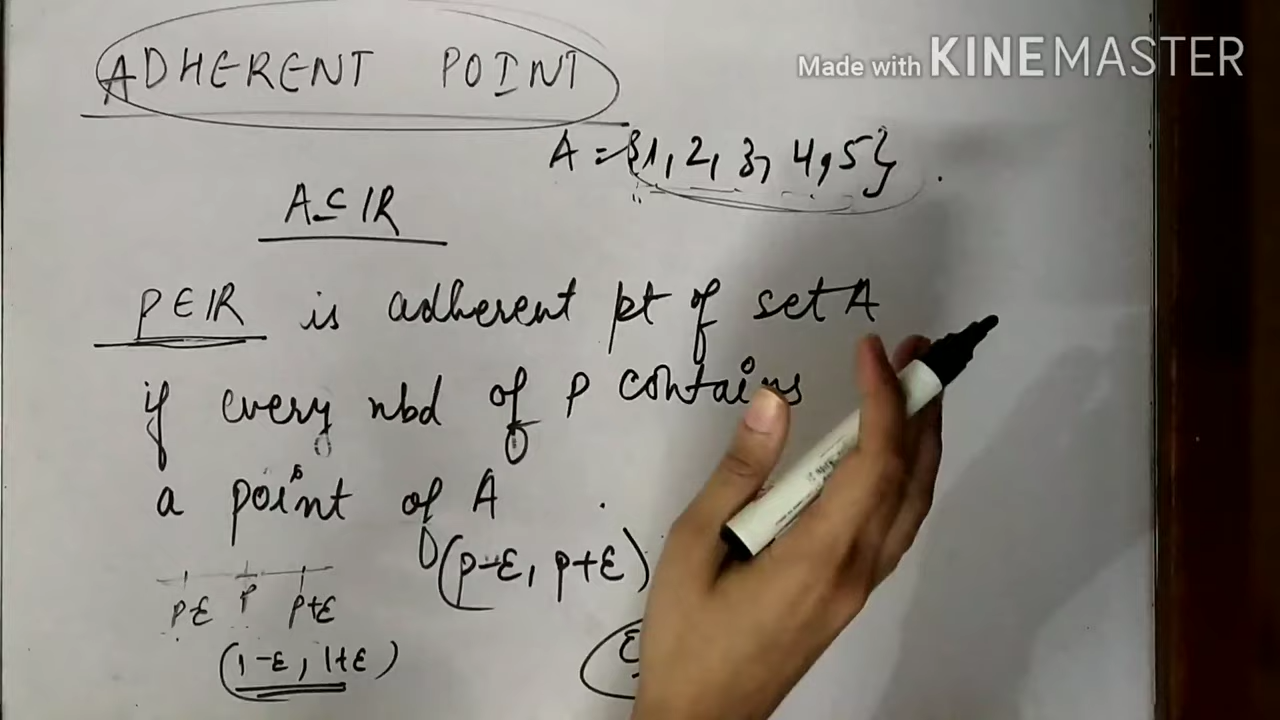 ADHERENT POINT
Made with KINEMASTER
A = {1, 2, 3, 4, 5}
A ⊆ IR
P ∈ IR is adherent pt of set A
if every nbd of P contains
a point of A
(P-ε, P+ε)
P-ε P P+ε
(1-ε, 1+ε)